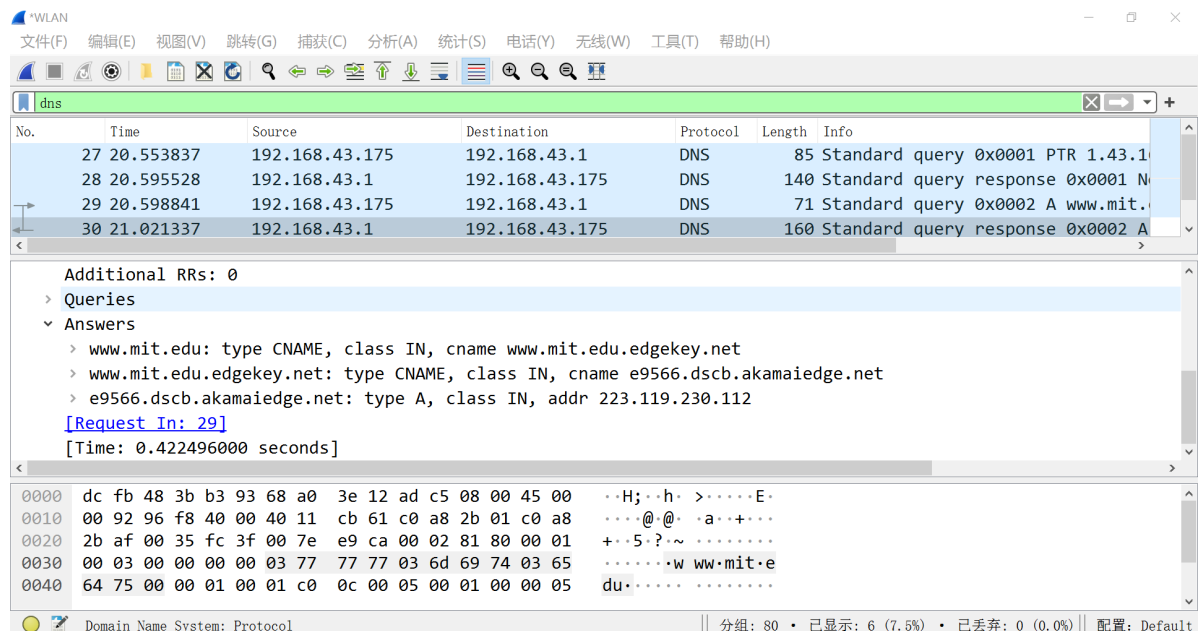 *WLAN
文件(F) 编辑(E) 视图(V) 跳转(G) 捕获(C) 分析(A) 统计(S) 电话(Y) 无线(W) 工具(T) 帮助(H)
dns
No. Time Source Destination Protocol Length Info
27 20.553837 192.168.43.175 192.168.43.1 DNS 85 Standard query 0x0001 PTR 1.43.1
28 20.595528 192.168.43.1 192.168.43.175 DNS 140 Standard query response 0x0001 N
29 20.598841 192.168.43.175 192.168.43.1 DNS 71 Standard query 0x0002 A www.mit.
30 21.021337 192.168.43.1 192.168.43.175 DNS 160 Standard query response 0x0002 A
Additional RRs: 0
Queries
Answers
www.mit.edu: type CNAME, class IN, cname www.mit.edu.edgekey.net
www.mit.edu.edgekey.net: type CNAME, class IN, cname e9566.dscb.akamaiedge.net
e9566.dscb.akamaiedge.net: type A, class IN, addr 223.119.230.112
[Request In: 29]
[Time: 0.422496000 seconds]
0000 dc fb 48 3b b3 93 68 a0 3e 12 ad c5 08 00 45 00 ··H;··h· >·····E·
0010 00 92 96 f8 40 00 40 11 cb 61 c0 a8 2b 01 c0 a8 ····@·@· ·a··+···
0020 2b af 00 35 fc 3f 00 7e e9 ca 00 02 81 80 00 01 +··5·?·~ ········
0030 00 03 00 00 00 00 03 77 77 77 03 6d 69 74 03 65 ·······w ww·mit·e
0040 64 75 00 00 01 00 01 c0 0c 00 05 00 01 00 00 05 du······ ········
Domain Name System: Protocol 分组: 80 · 已显示: 6 (7.5%) · 已丢弃: 0 (0.0%) 配置: Default